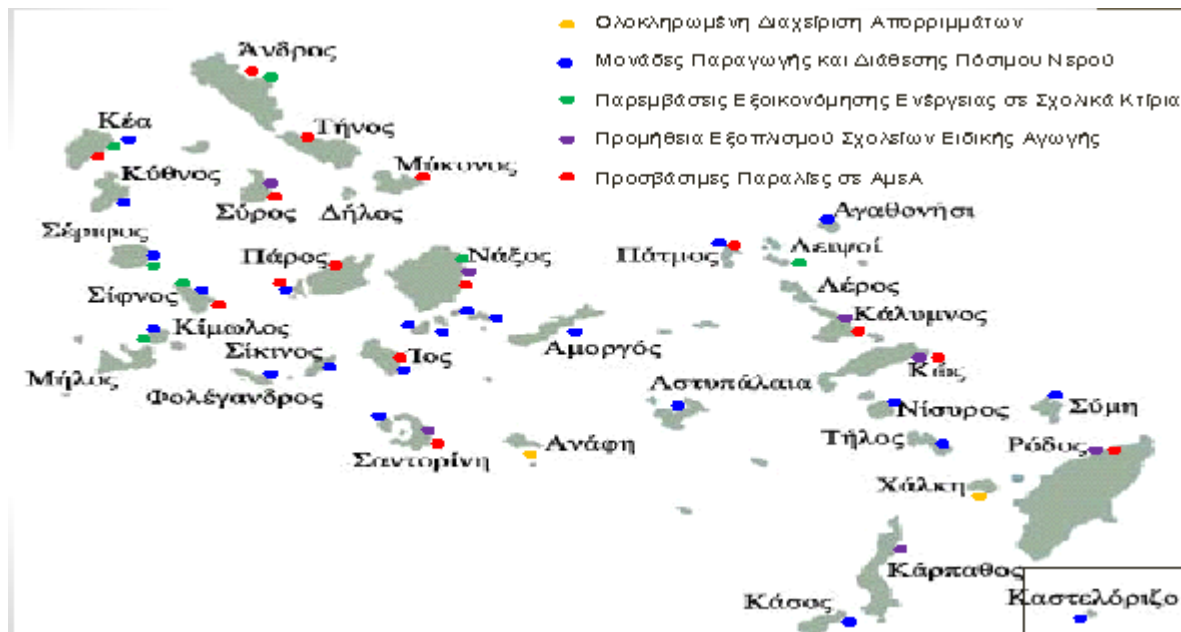 Ολοκληρωμένη Διαχείριση Απορριμμάτων
Μονάδες Παραγωγής και Διάθεσης Πόσιμου Νερού
Παρεμβάσεις Εξοικονόμησης Ενέργειας σε Σχολικά Κτίρια
Προμήθεια Εξοπλισμού Σχολείων Ειδικής Αγωγής
Προσβάσιμες Παραλίες σε ΑμεΑ
Άνδρος
Κέα
Τήνος
Κύθνος
Μύκονος
Σύρος
Δήλος
Αγαθονήσι
Σέριφος
Πάρος
Νάξος
Πάτμος
Λειψοί
Σίφνος
Λέρος
Κίμωλος
Κάλυμνος
Σίκινος
Ίος
Αμοργός
Μήλος
Κως
Φολέγανδρος
Αστυπάλαια
Νίσυρος
Σύμη
Σαντορίνη
Ανάφη
Τήλος
Ρόδος
Χάλκη
Κάρπαθος
Κάσος
Καστελόριζο